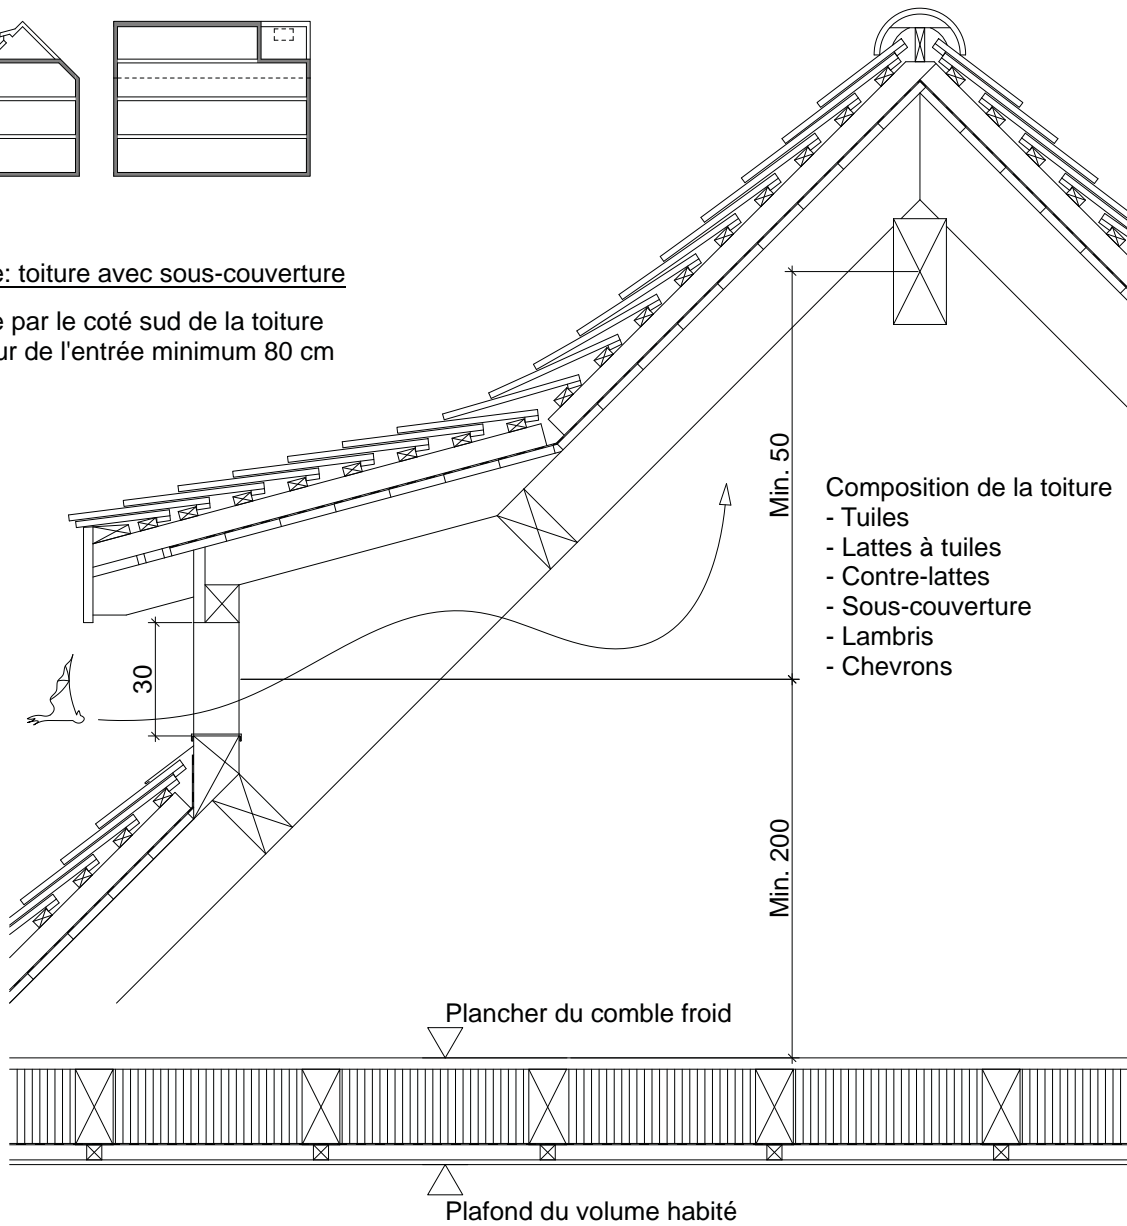 e: toiture avec sous-couverture
e par le coté sud de la toiture
ur de l'entrée minimum 80 cm
Min. 50
Composition de la toiture
- Tuiles
- Lattes à tuiles
- Contre-lattes
- Sous-couverture
- Lambris
- Chevrons
30
Min. 200
Plancher du comble froid
Plafond du volume habité